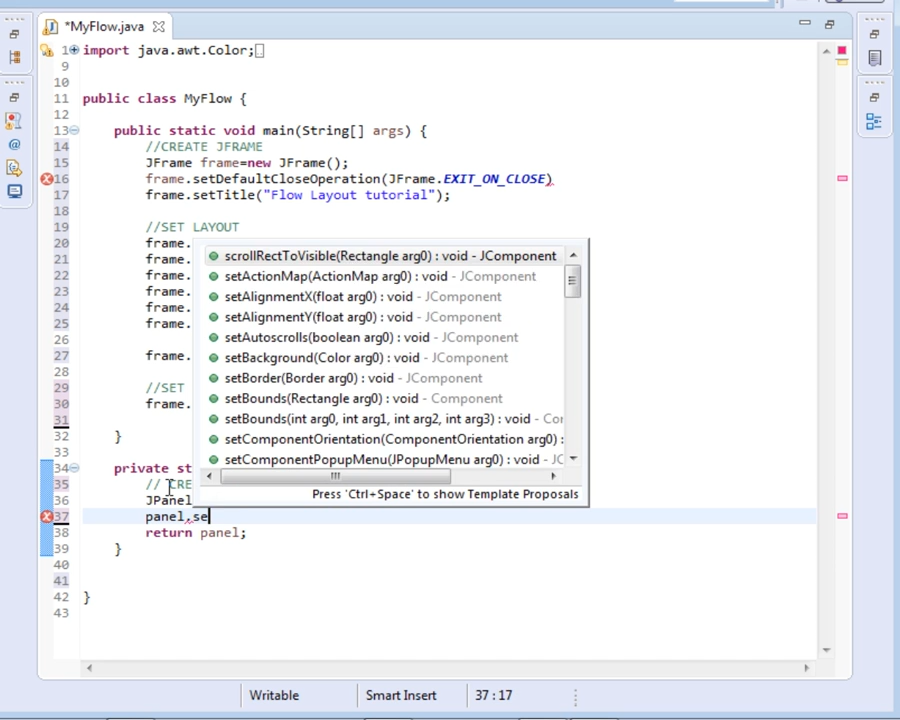 *MyFlow.java
1 import java.awt.Color;
9
10
11 public class MyFlow {
12
13 public static void main(String[] args) {
14 //CREATE JFRAME
15 JFrame frame=new JFrame();
16 frame.setDefaultCloseOperation(JFrame.EXIT_ON_CLOSE)
17 frame.setTitle("Flow Layout tutorial");
18
19 //SET LAYOUT
20 frame.
21 frame.
22 frame.
23 frame.
24 frame.
25 frame.
26
27 frame.
28
29 //SET
30 frame.
31
32 }
33
34 private st
35 // CRE
36 JPanel
37 panel.se
38 return panel;
39 }
40
41
42 }
43
scrollRectToVisible(Rectangle arg0) : void - JComponent
setActionMap(ActionMap arg0) : void - JComponent
setAlignmentX(float arg0) : void - JComponent
setAlignmentY(float arg0) : void - JComponent
setAutoscrolls(boolean arg0) : void - JComponent
setBackground(Color arg0) : void - JComponent
setBorder(Border arg0) : void - JComponent
setBounds(Rectangle arg0) : void - Component
setBounds(int arg0, int arg1, int arg2, int arg3) : void - Cor
setComponentOrientation(ComponentOrientation arg0) :
setComponentPopupMenu(JPopupMenu arg0) : void - JC
Press 'Ctrl+Space' to show Template Proposals
Writable
Smart Insert
37 : 17